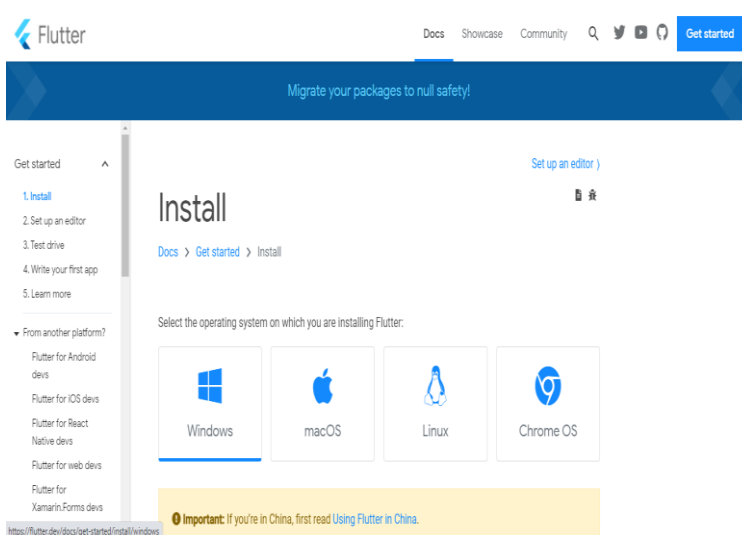 Flutter
Docs Showcase Community Get started
Migrate your packages to null safety!
Get started
1. Install
2. Set up an editor
3. Test drive
4. Write your first app
5. Learn more
From another platform?
Flutter for Android
devs
Flutter for iOS devs
Flutter for React
Native devs
Flutter for web devs
Flutter for
Xamarin.Forms devs
https://flutter.dev/docs/get-started/install/windows
Set up an editor ⟩
Install
Docs > Get started > Install
Select the operating system on which you are installing Flutter:
Windows macOS Linux Chrome OS
Important: If you're in China, first read Using Flutter in China.